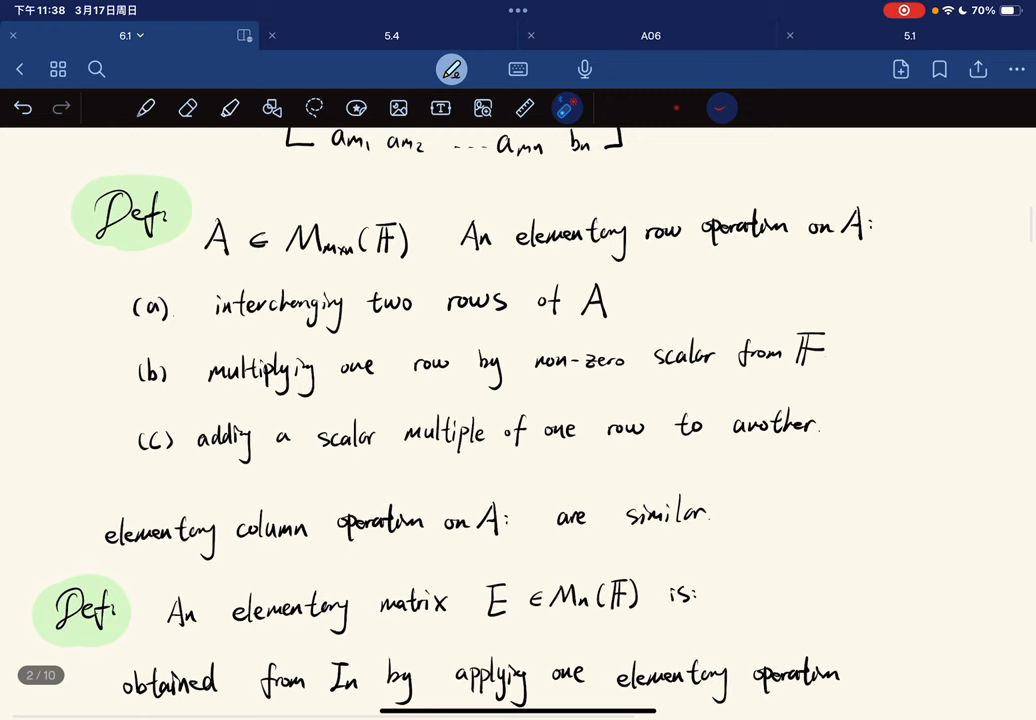 下午11:38 3月17日周日
70%
6.1
5.4
A06
5.1
am1 am2 ... amn bn
Def:
A ∈ Mm×n(F) An elementary row operation on A:
(a). interchanging two rows of A
(b) multiplying one row by non-zero scalar from F
(c) adding a scalar multiple of one row to another.
elementary column operation on A: are similar.
Def: An elementary matrix E ∈ Mn(F) is:
2 / 10
obtained from In by applying one elementary operation